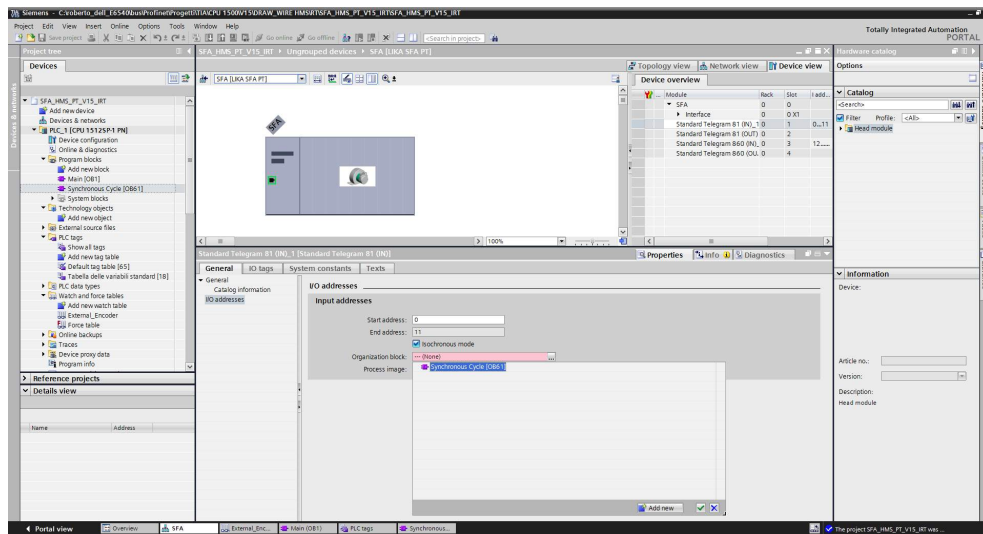 Siemens - C:\roberto_dell_E6540\bus\Profinet\Progetti\TIA\CPU 1500\V15\DRAW_WIRE HMS\IRT\SFA_HMS_PT_V15_IRT\SFA_HMS_PT_V15_IRT
Project Edit View Insert Online Options Tools Window Help
Save project Go online Go offline <Search in project>
Totally Integrated Automation
PORTAL
Project tree
SFA_HMS_PT_V15_IRT › Ungrouped devices › SFA [LIKA SFA PT]
Hardware catalog
Devices
Topology view Network view Device view
Options
SFA [LIKA SFA PT]
Device overview
Catalog
Module Rack Slot I add...
<Search>
SFA 0 0
Filter Profile: <All>
Interface 0 0 X1
Head module
Standard Telegram 81 (IN)_1 0 1 0...11
Standard Telegram 81 (OUT) 0 2
Standard Telegram 860 (IN)_ 0 3 12......
Standard Telegram 860 (OU. 0 4
SFA
Devices & networks
SFA_HMS_PT_V15_IRT
Add new device
Devices & networks
PLC_1 [CPU 1512SP-1 PN]
Device configuration
Online & diagnostics
Program blocks
Add new block
Main [OB1]
Synchronous Cycle [OB61]
System blocks
Technology objects
Add new object
External source files
PLC tags
Show all tags
Add new tag table
Default tag table [65]
Tabella delle variabili standard [18]
PLC data types
Watch and force tables
Add new watch table
External_Encoder
Force table
Online backups
Traces
Device proxy data
Program info
Reference projects
Details view
Name Address
100%
Standard Telegram 81 (IN)_1 [Standard Telegram 81 (IN)]
Properties Info Diagnostics
General IO tags System constants Texts
General
Catalog information
I/O addresses
I/O addresses
Input addresses
Start address: 0
End address: 11
Isochronous mode
Organization block: --- (None) ...
Process image:
Synchronous Cycle [OB61]
Add new
Information
Device:
Article no.:
Version:
Description:
Head module
Portal view Overview SFA External_Enc... Main (OB1) PLC tags Synchronous...
The project SFA_HMS_PT_V15_IRT was ...